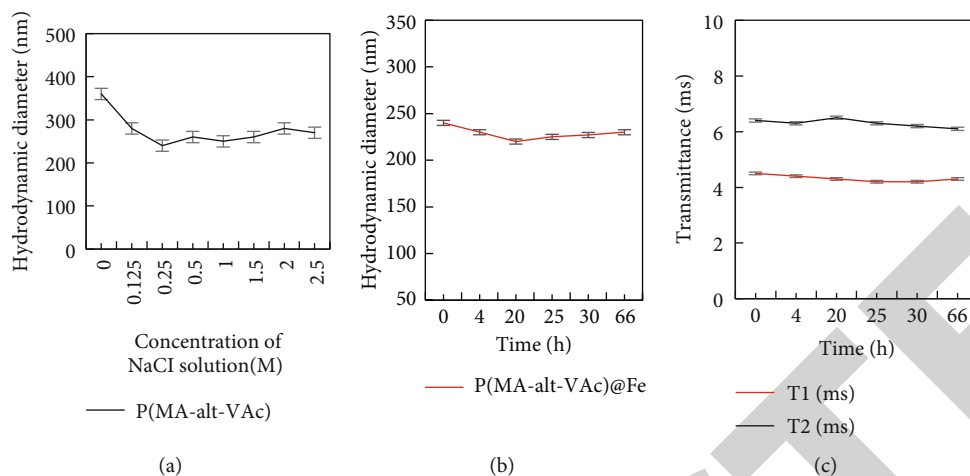 Hydrodynamic diameter (nm)
500
400
300
200
100
0
0
0.125
0.25
0.5
1
1.5
2
2.5
Concentration of
NaCI solution(M)
P(MA-alt-VAc)
(a)
Hydrodynamic diameter (nm)
350
300
250
200
150
100
50
0 4 20 25 30 66
Time (h)
P(MA-alt-VAc)@Fe
(b)
Transmittance (ms)
10
8
6
4
2
0
0 4 20 25 30 66
Time (h)
T1 (ms)
T2 (ms)
(c)